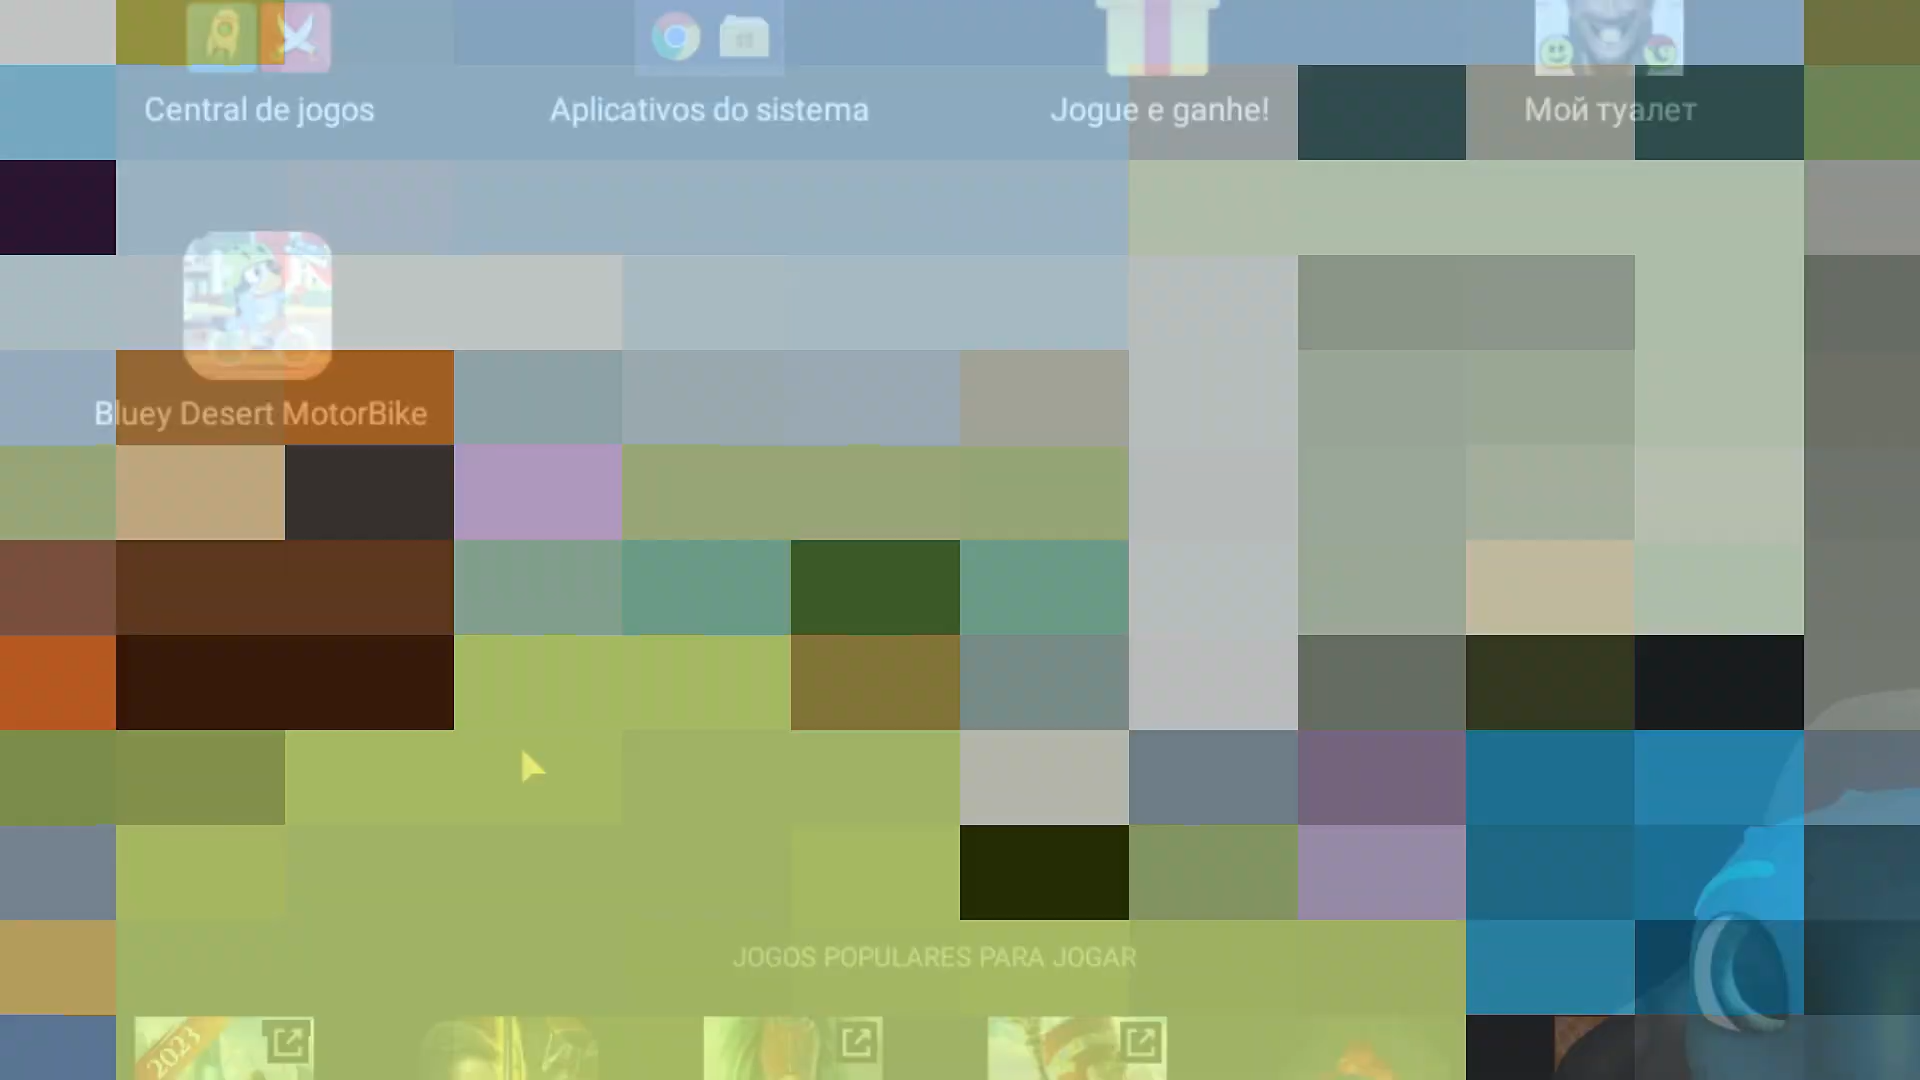 Central de jogos
Aplicativos do sistema
Jogue e ganhe!
Мой туалет
Bluey Desert MotorBike
JOGOS POPULARES PARA JOGAR
2023